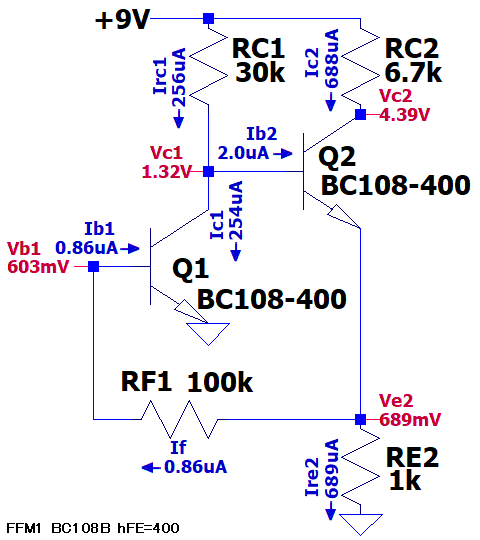 +9V
RC1
30k
Irc1
256uA
RC2
6.7k
Ic2
688uA
Vc2
4.39V
Vc1
1.32V
Ib2
2.0uA
Q2
BC108-400
Ic1
254uA
Vb1
603mV
Ib1
0.86uA
Q1
BC108-400
RF1 100k
If
0.86uA
Ve2
689mV
RE2
1k
Ire2
689uA
FFM1 BC108B hFE=400